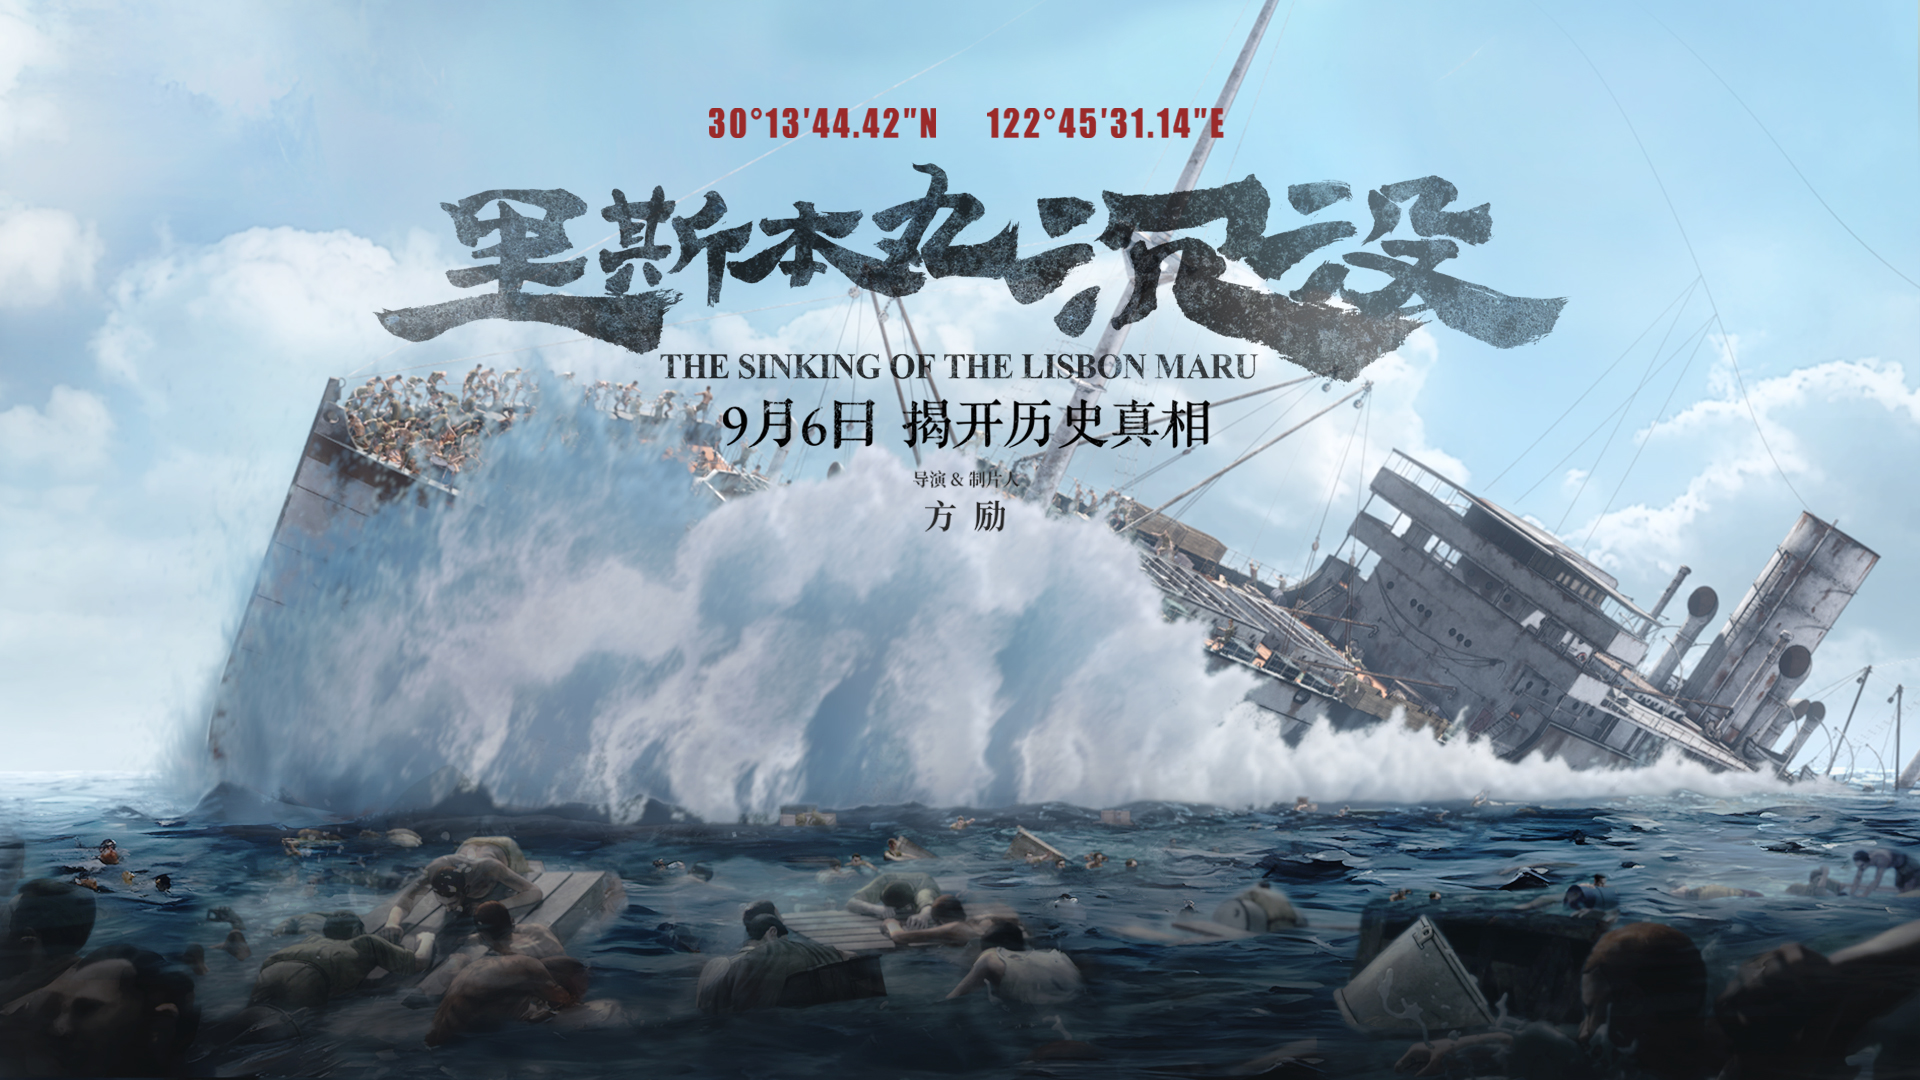 30°13'44.42"N 122°45'31.14"E
里斯本丸沉没
THE SINKING OF THE LISBON MARU
9月6日 揭开历史真相
导演 & 制片人
方 励